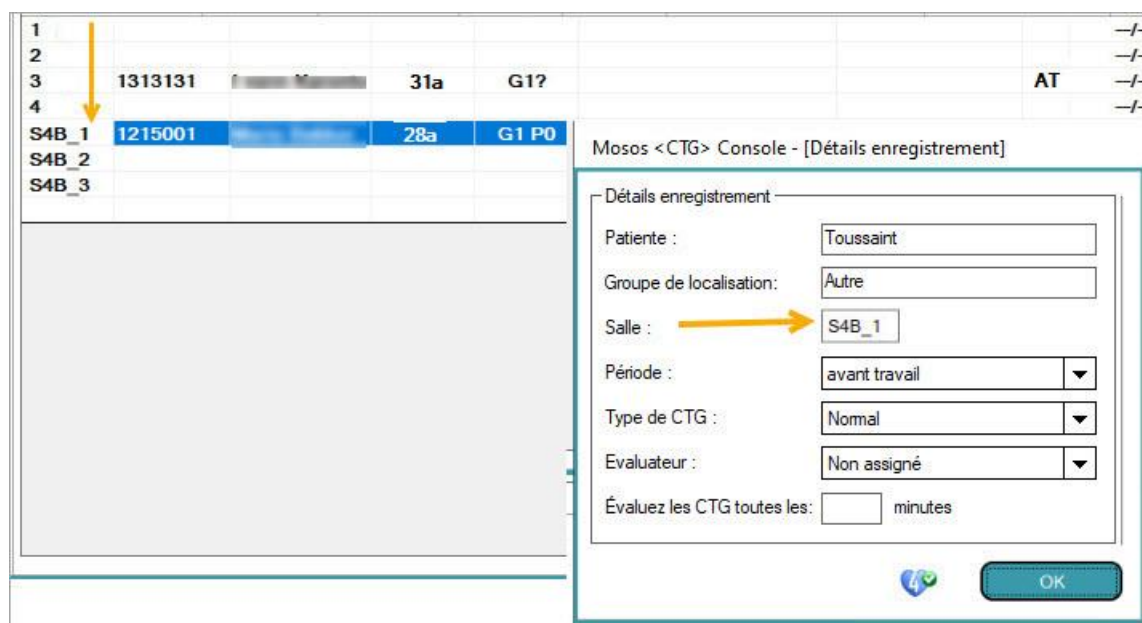 1 —/-
2 —/-
3 1313131 31a G1? AT —/-
4 —/-
S4B_1 1215001 28a G1 P0
S4B_2
S4B_3
Mosos <CTG> Console - [Détails enregistrement]
Détails enregistrement
Patiente : Toussaint
Groupe de localisation: Autre
Salle : S4B_1
Période : avant travail
Type de CTG : Normal
Evaluateur : Non assigné
Évaluez les CTG toutes les: minutes
4
OK